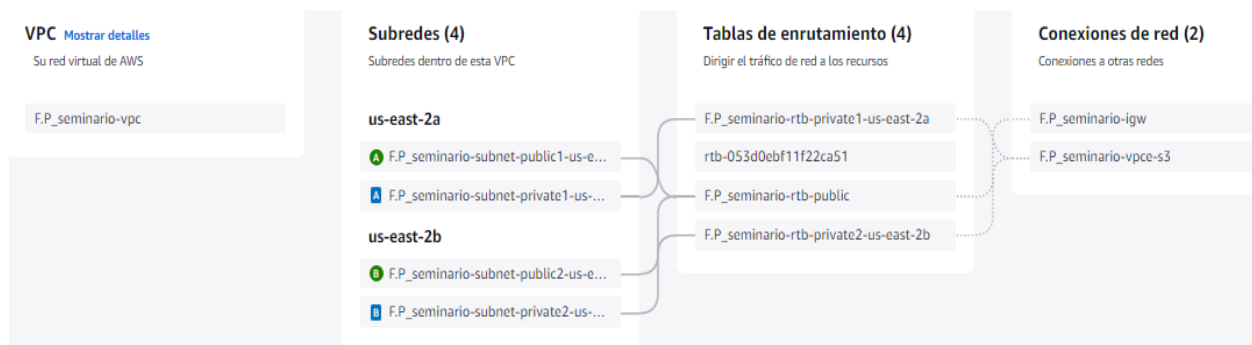 VPC Mostrar detalles
Su red virtual de AWS
F.P_seminario-vpc
Subredes (4)
Subredes dentro de esta VPC
us-east-2a
A F.P_seminario-subnet-public1-us-e...
A F.P_seminario-subnet-private1-us-...
us-east-2b
B F.P_seminario-subnet-public2-us-e...
B F.P_seminario-subnet-private2-us-...
Tablas de enrutamiento (4)
Dirigir el tráfico de red a los recursos
F.P_seminario-rtb-private1-us-east-2a
rtb-053d0ebf11f22ca51
F.P_seminario-rtb-public
F.P_seminario-rtb-private2-us-east-2b
Conexiones de red (2)
Conexiones a otras redes
F.P_seminario-igw
F.P_seminario-vpce-s3